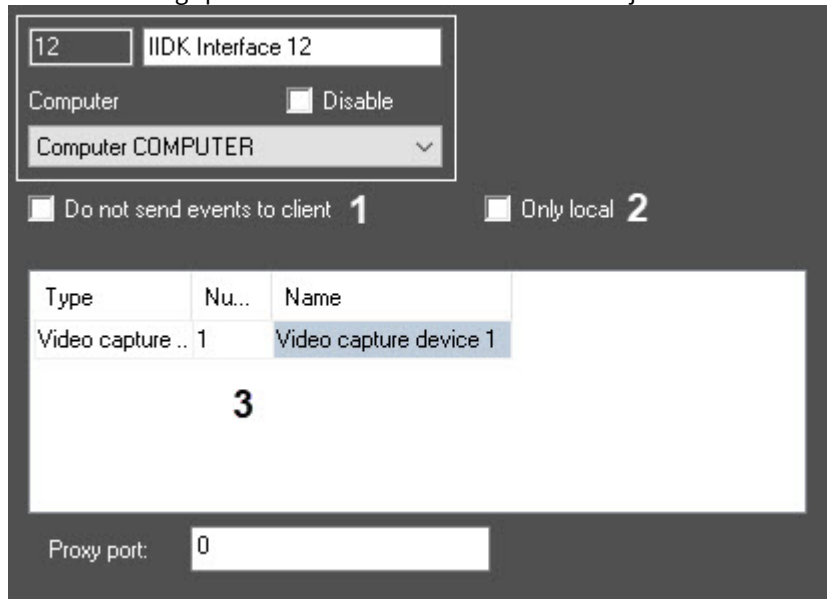 12 IIDK Interface 12
Computer Disable
Computer COMPUTER
Do not send events to client 1 Only local 2
Type Nu... Name
Video capture .. 1 Video capture device 1
3
Proxy port: 0